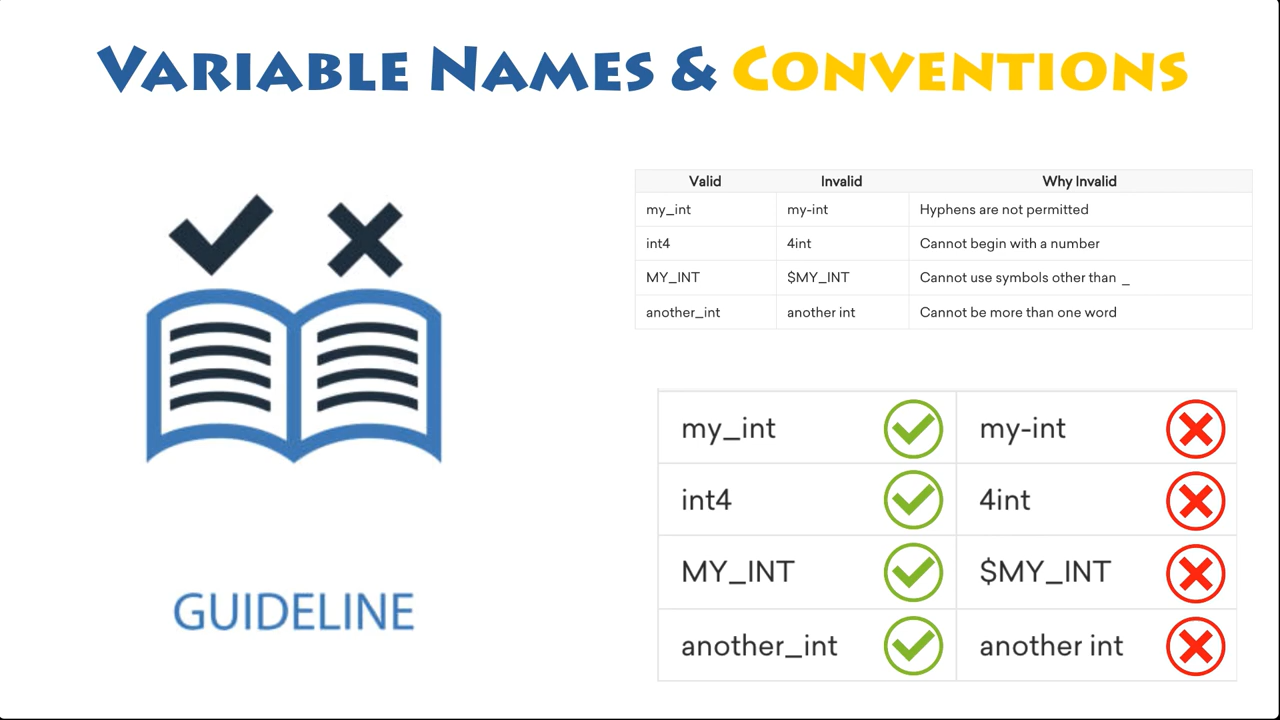 VARIABLE NAMES & CONVENTIONS
Valid Invalid Why Invalid
my_int my-int Hyphens are not permitted
int4 4int Cannot begin with a number
MY_INT $MY_INT Cannot use symbols other than _
another_int another int Cannot be more than one word
my_int my-int
int4 4int
MY_INT $MY_INT
another_int another int
GUIDELINE